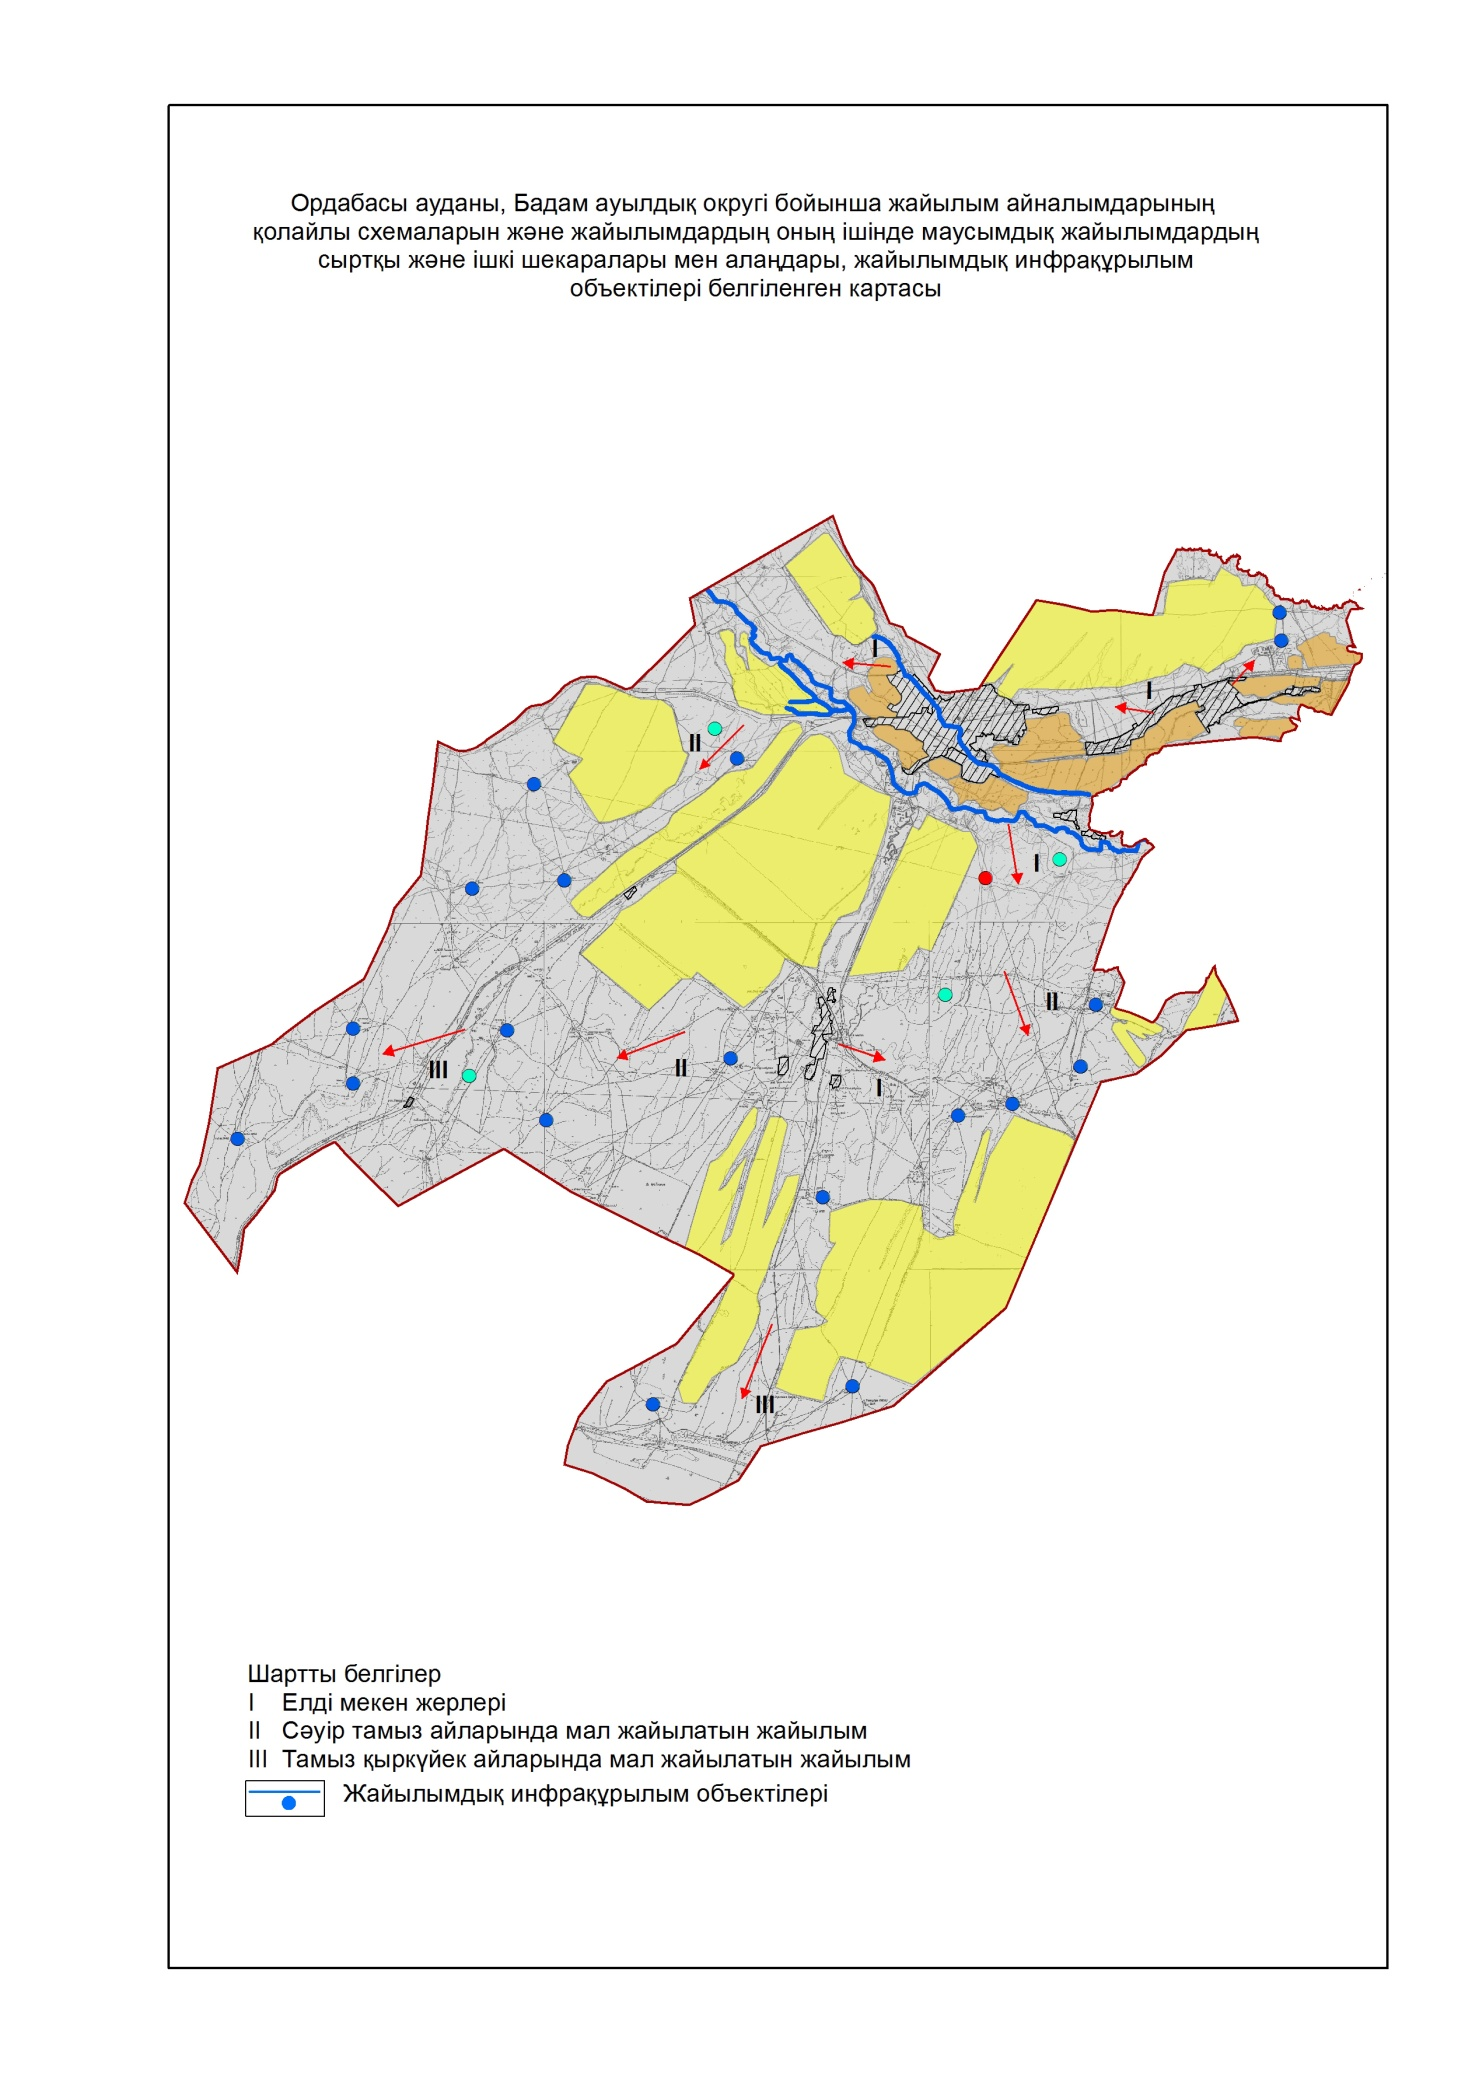 Ордабасы ауданы, Бадам ауылдық округі бойынша жайылым айналымдарының
қолайлы схемаларын және жайылымдардың оның ішінде маусымдық жайылымдардың
сыртқы және ішкі шекаралары мен алаңдары, жайылымдық инфрақұрылым
объектілері белгіленген картасы
I
I
II
I
II
III
II
I
III
Шартты белгілер
I Елді мекен жерлері
II Сәуір тамыз айларында мал жайылатын жайылым
III Тамыз қыркүйек айларында мал жайылатын жайылым
Жайылымдық инфрақұрылым объектілері